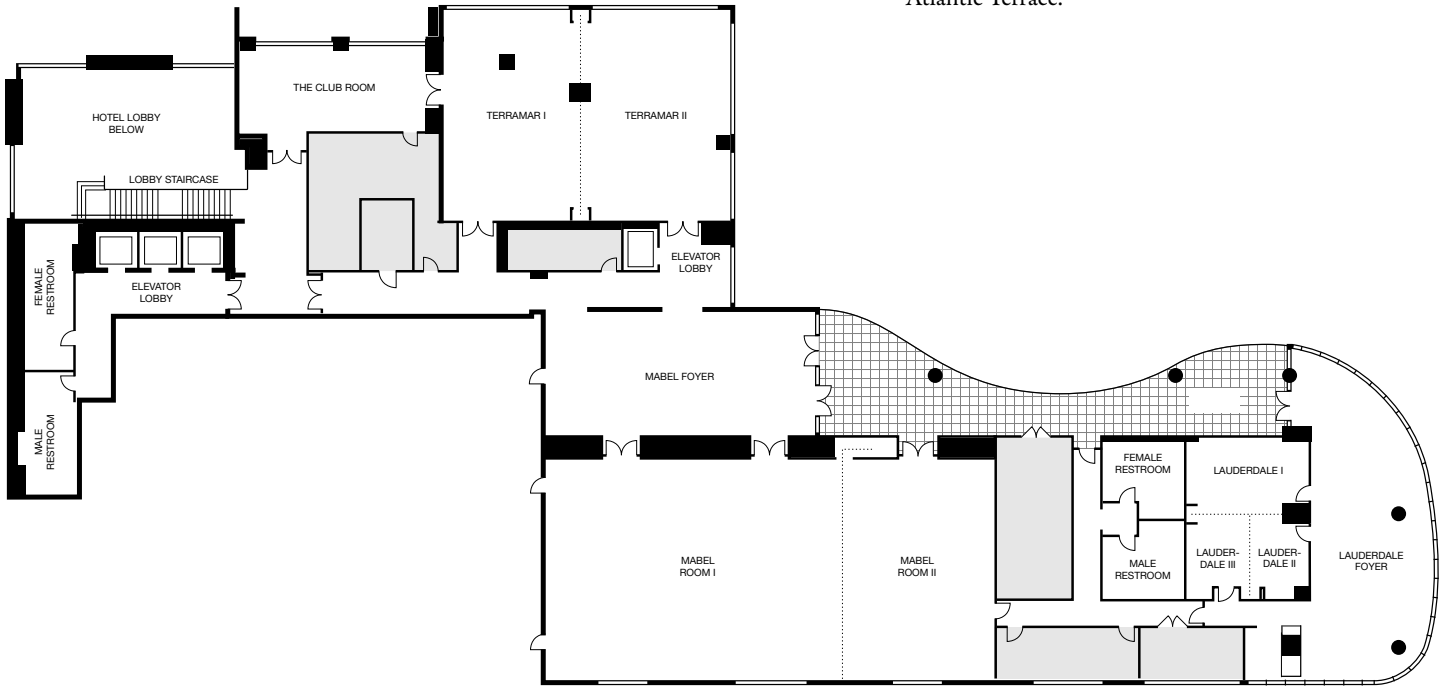 Atlantic Terrace.
THE CLUB ROOM
HOTEL LOBBY
BELOW
TERRAMAR I
TERRAMAR II
LOBBY STAIRCASE
ELEVATOR
LOBBY
FEMALE
RESTROOM
ELEVATOR
LOBBY
MABEL FOYER
MALE
RESTROOM
FEMALE
RESTROOM
LAUDERDALE I
MABEL
ROOM I
MABEL
ROOM II
MALE
RESTROOM
LAUDER-
DALE III
LAUDER-
DALE II
LAUDERDALE
FOYER